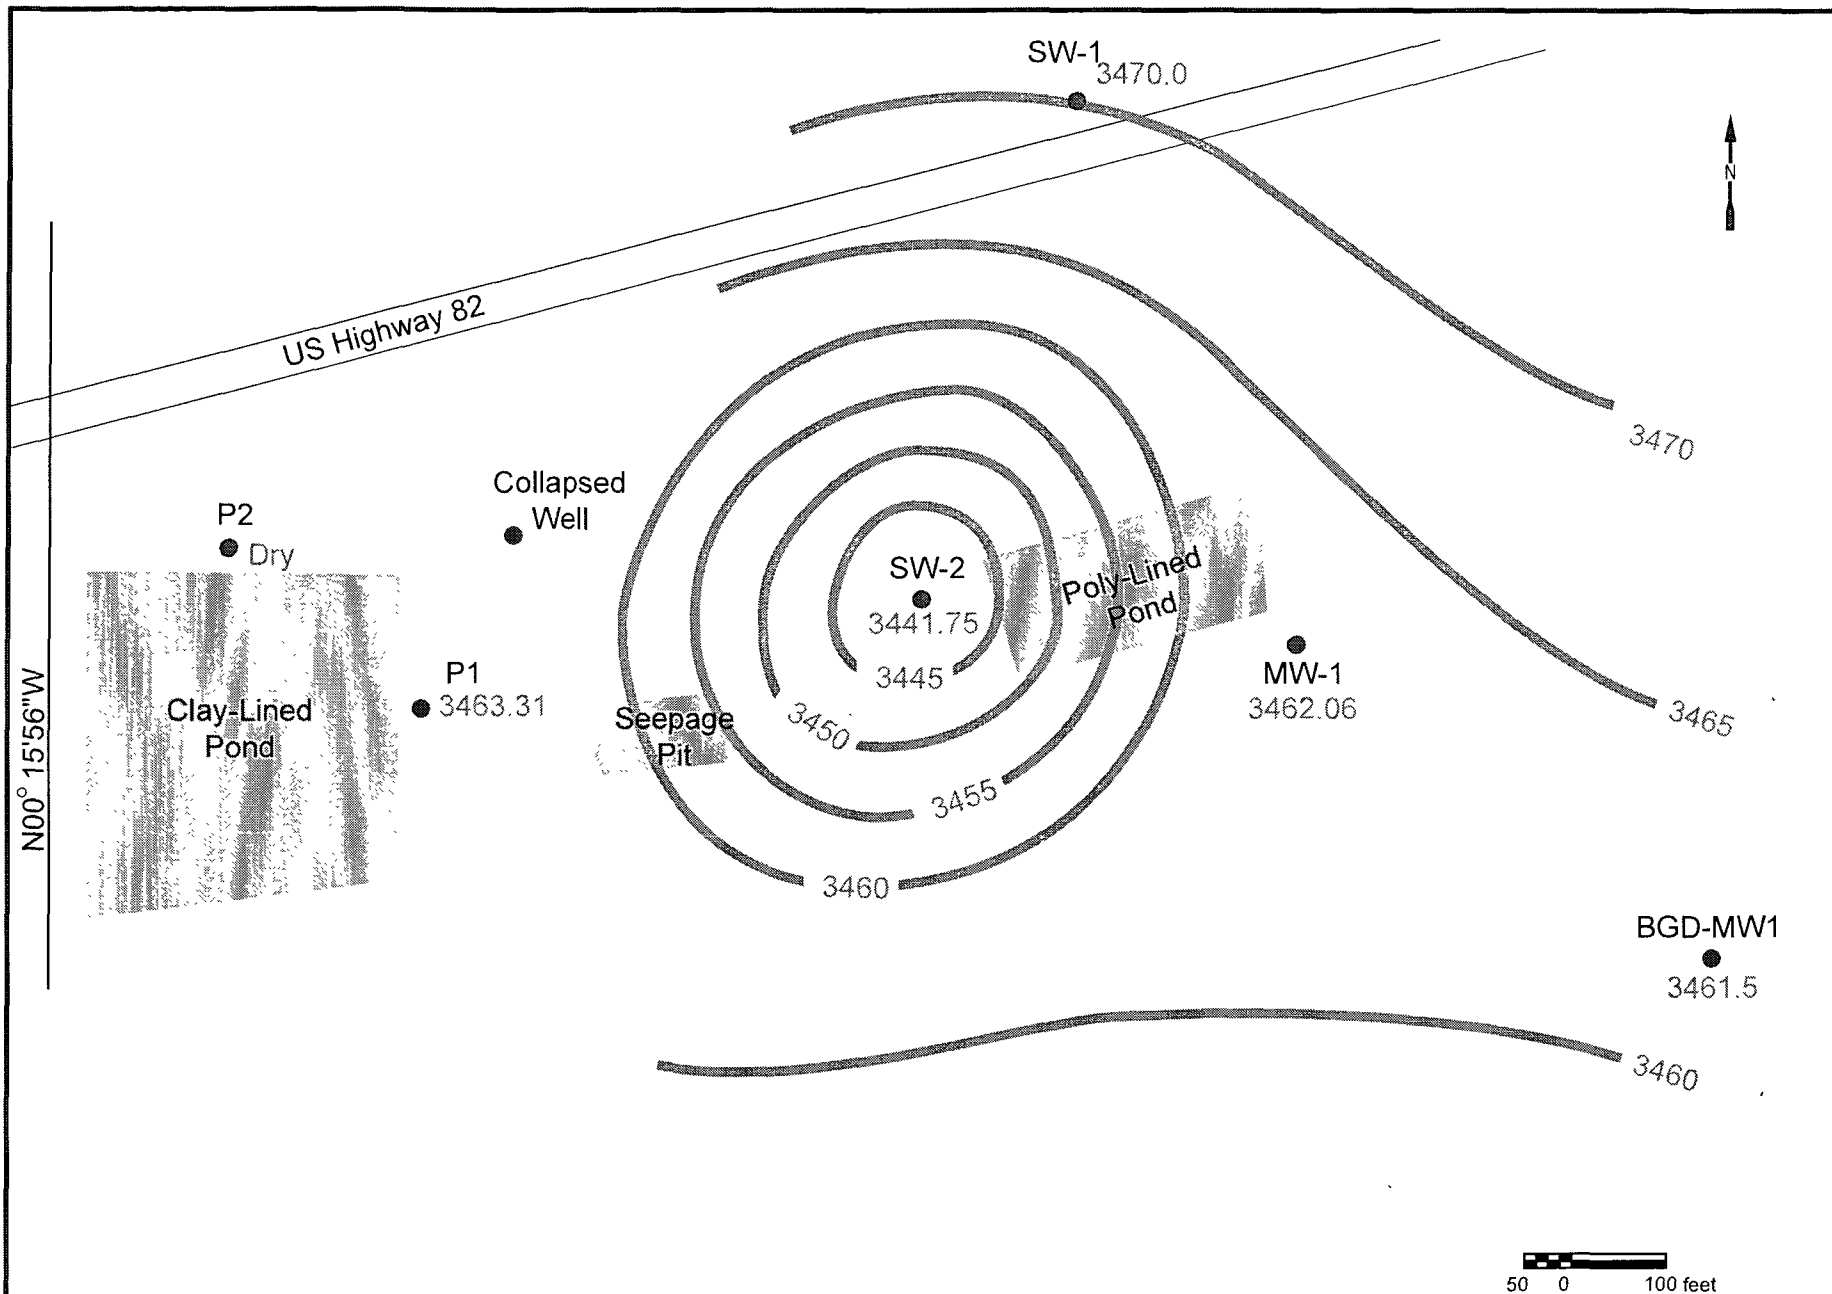 SW-1
3470.0
N
US Highway 82
3470
Collapsed
Well
P2
Dry
SW-2
3441.75
Poly-Lined
Pond
3445
P1
3463.31
MW-1
3462.06
3465
Clay-Lined
Pond
Seepage
Pit
3450
3455
3460
N00° 15'56"W
BGD-MW1
3461.5
3460
50 0 100 feet